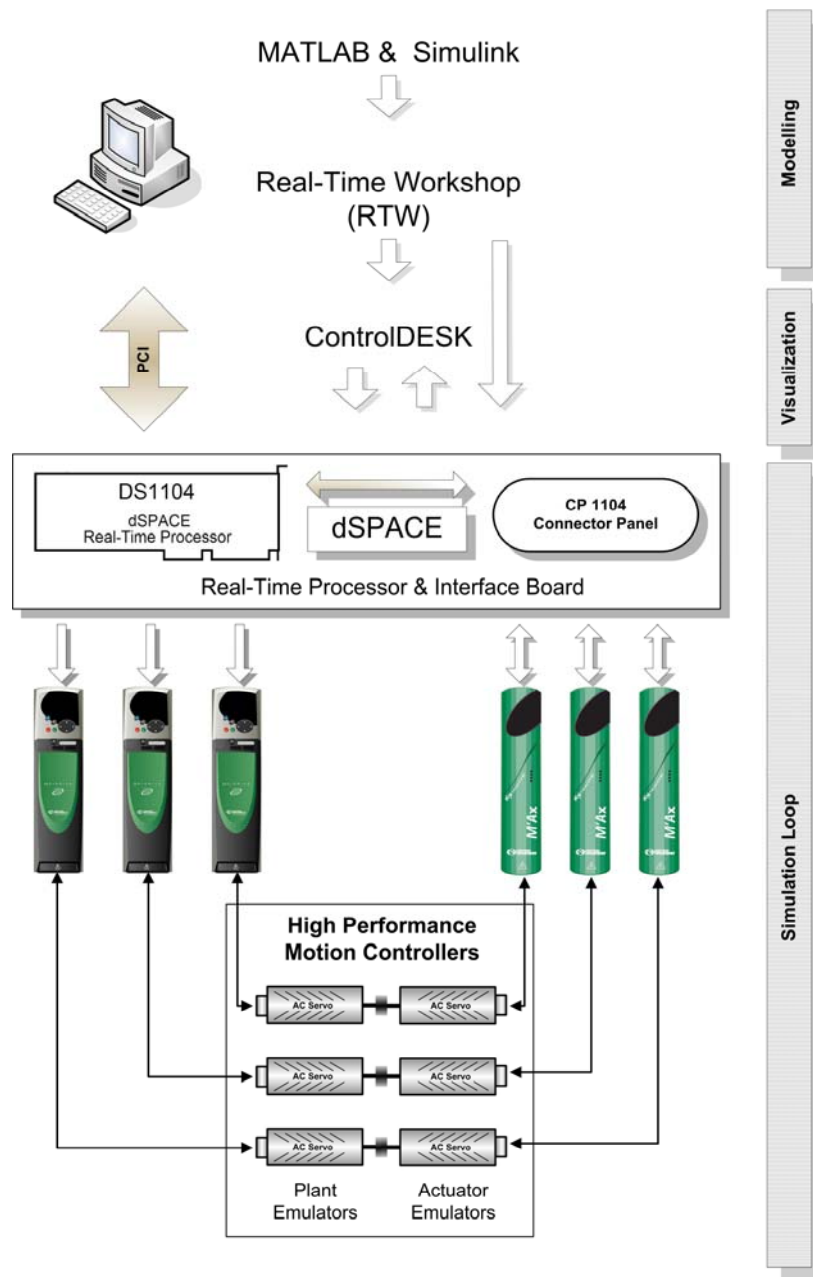 MATLAB & Simulink
Modelling
Real-Time Workshop
(RTW)
ControlDESK
Visualization
PCI
DS1104
dSPACE
Real-Time Processor
dSPACE
CP 1104
Connector Panel
Real-Time Processor & Interface Board
Simulation Loop
M'Ax
M'Ax
M'Ax
High Performance
Motion Controllers
AC Servo
AC Servo
AC Servo
AC Servo
AC Servo
AC Servo
Plant
Emulators
Actuator
Emulators